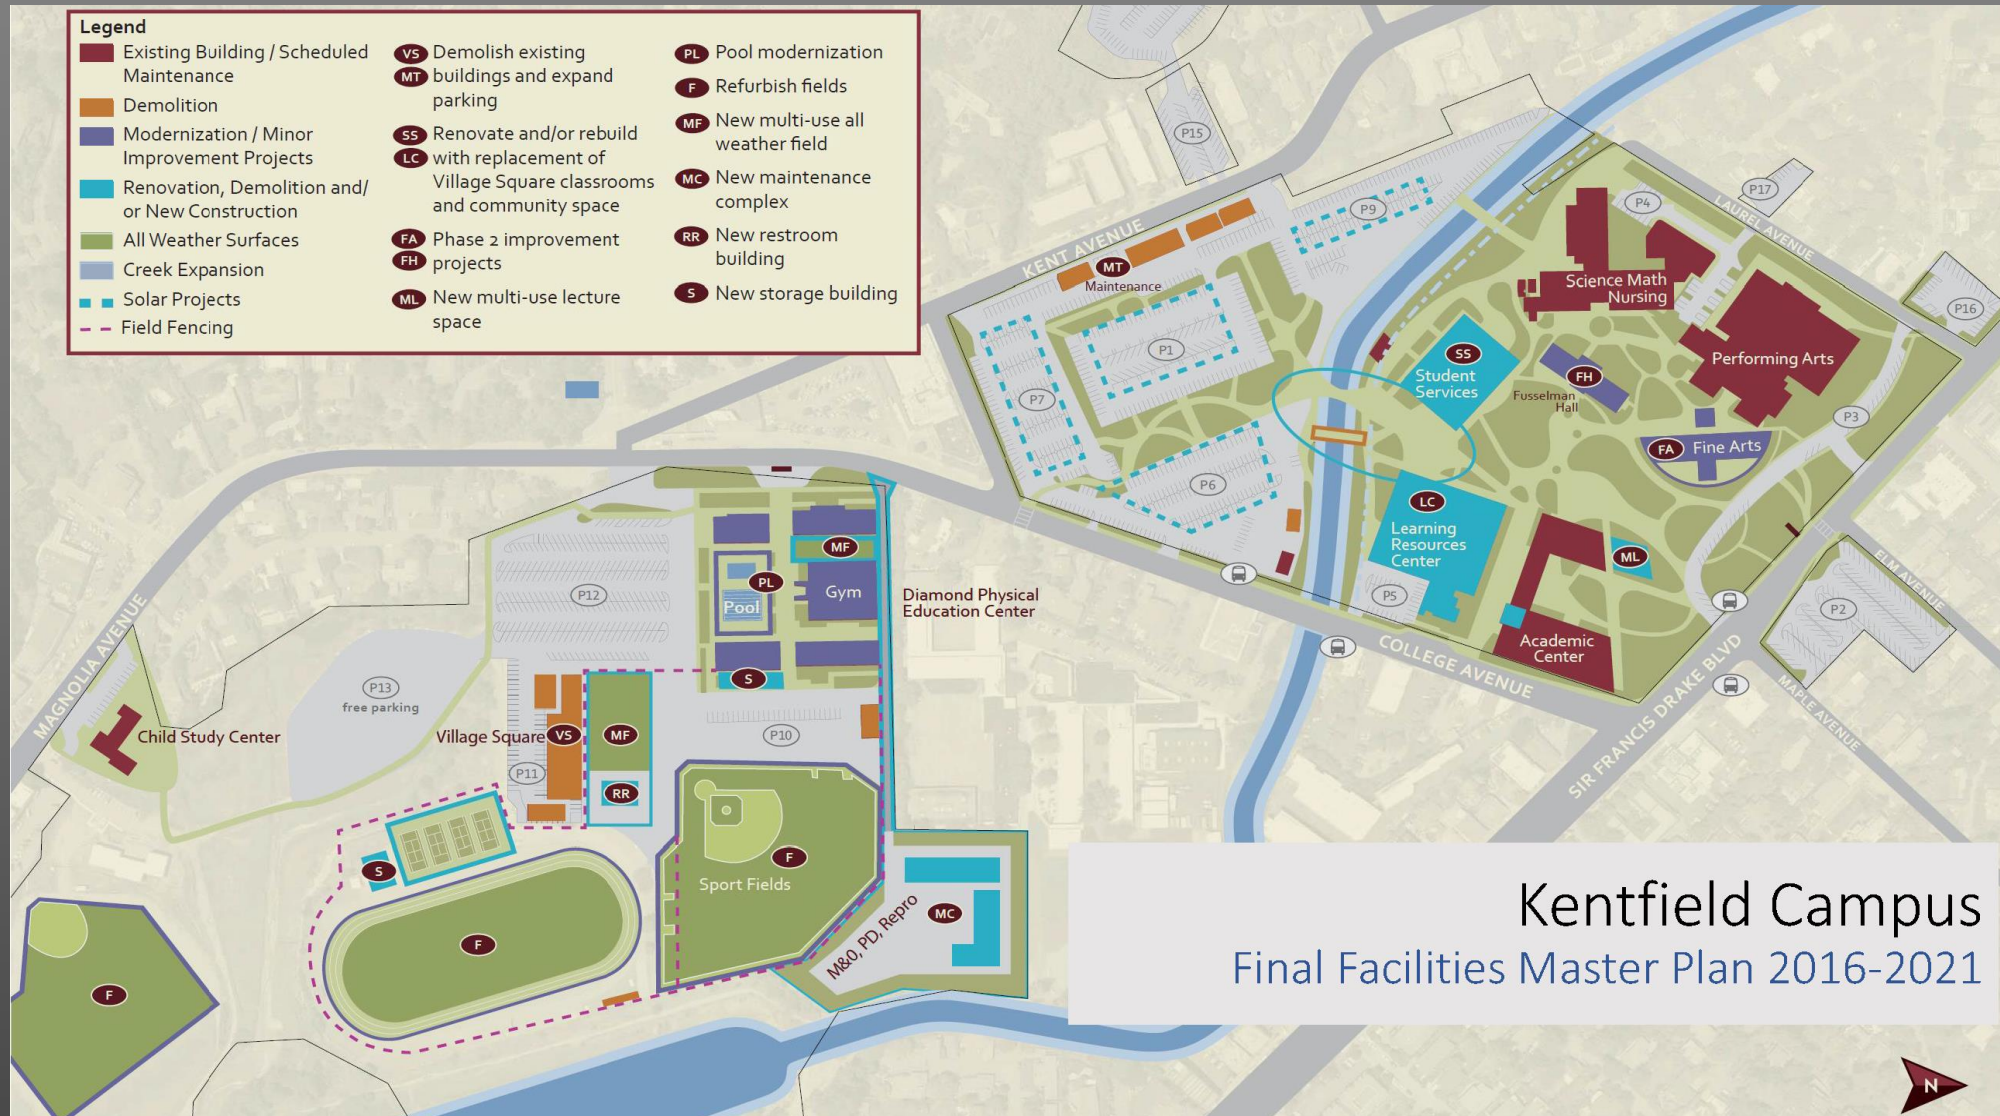 Legend
Existing Building / Scheduled
Maintenance
Demolition
Modernization / Minor
Improvement Projects
Renovation, Demolition and/
or New Construction
All Weather Surfaces
Creek Expansion
Solar Projects
Field Fencing
VS Demolish existing
MT buildings and expand
parking
SS Renovate and/or rebuild
LC with replacement of
Village Square classrooms
and community space
FA Phase 2 improvement
FH projects
ML New multi-use lecture
space
PL Pool modernization
F Refurbish fields
MF New multi-use all
weather field
MC New maintenance
complex
RR New restroom
building
S New storage building
P15
P17
P4
LAUREL AVENUE
P9
KENT AVENUE
MT
Maintenance
Science Math
Nursing
P16
P1
SS
Student
Services
FH
Fusselman
Hall
Performing Arts
P7
P3
FA Fine Arts
P6
LC
Learning
Resources
Center
ML
P5
P2
ELM AVENUE
Academic
Center
COLLEGE AVENUE
SIR FRANCIS DRAKE BLVD
MAPLE AVENUE
MF
PL
Pool
Gym
Diamond Physical
Education Center
P12
MAGNOLIA AVENUE
P13
free parking
S
Child Study Center
Village Square VS
MF
P10
P11
RR
F
Sport Fields
S
F
MC
M&O, PD, Repro
F
Kentfield Campus
Final Facilities Master Plan 2016-2021
N